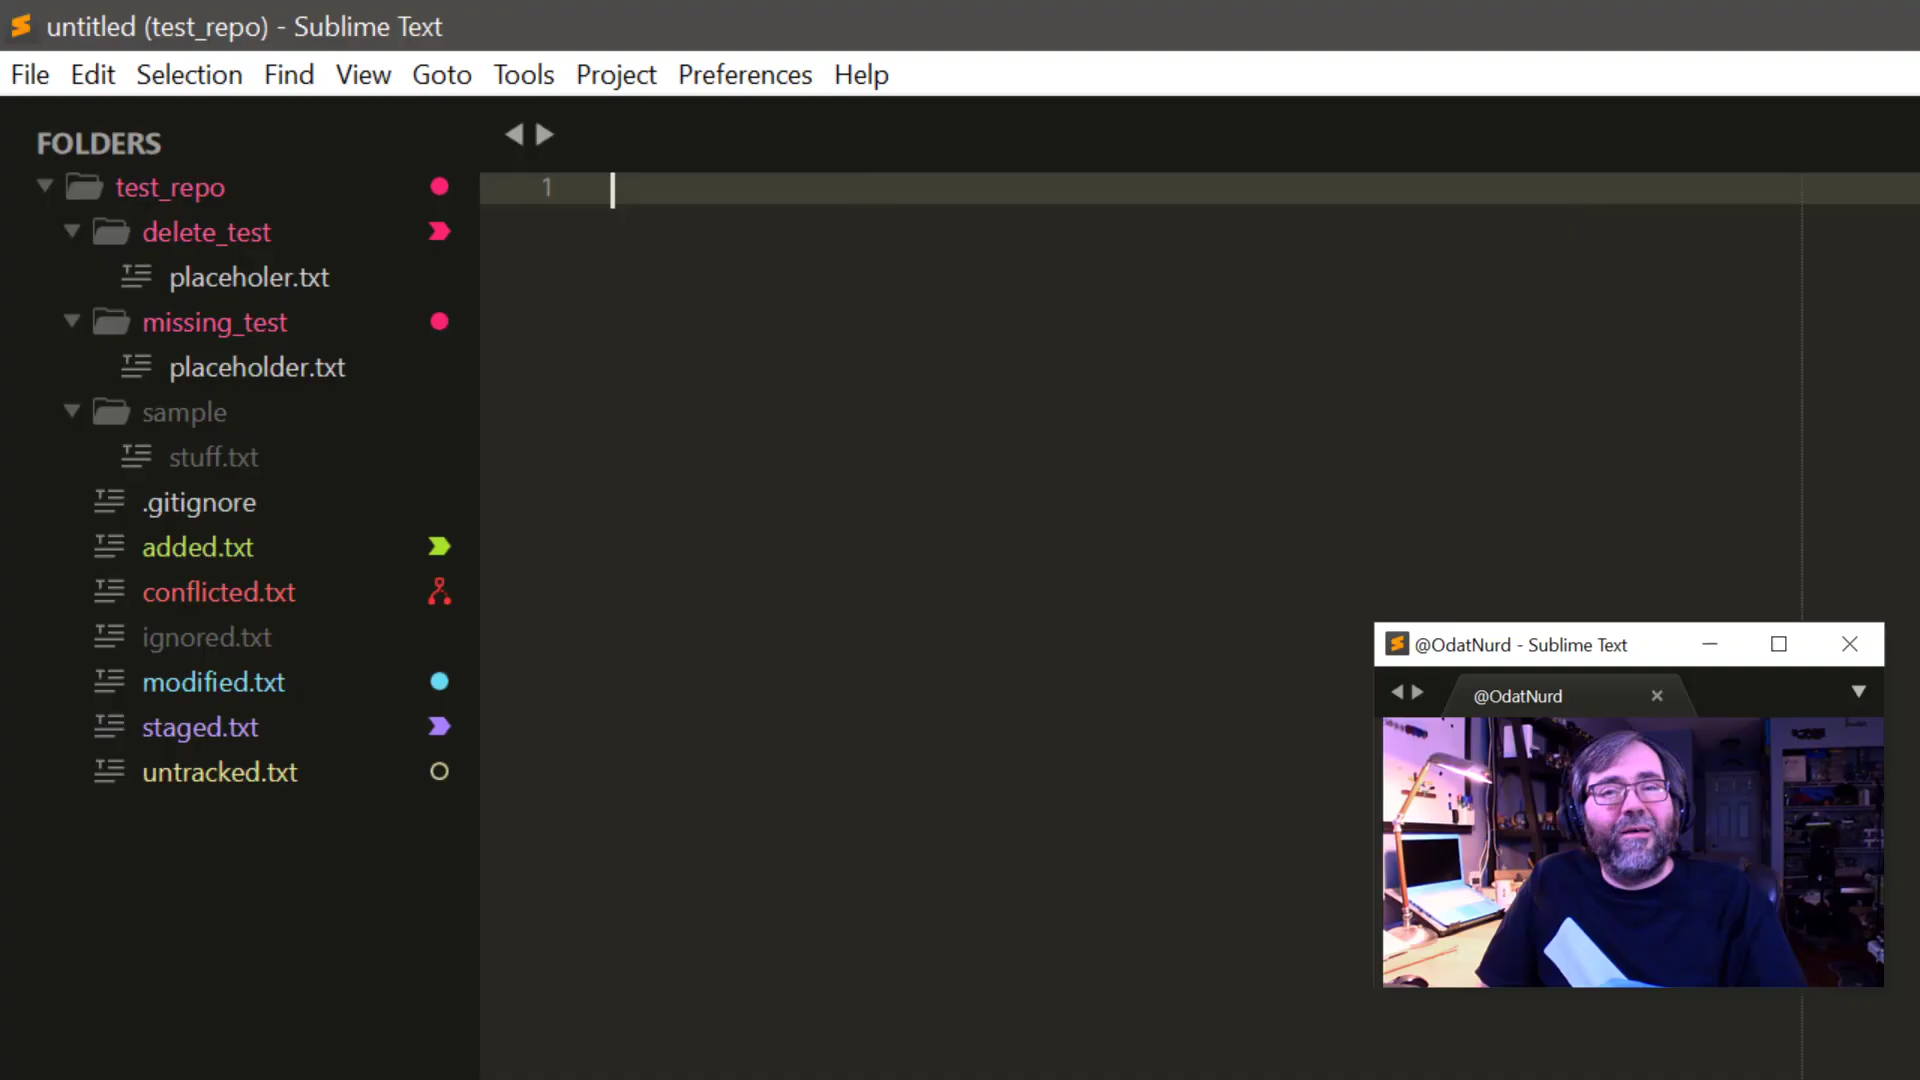 untitled (test_repo) - Sublime Text
File Edit Selection Find View Goto Tools Project Preferences Help
FOLDERS
test_repo
delete_test
placeholer.txt
missing_test
placeholder.txt
sample
stuff.txt
.gitignore
added.txt
conflicted.txt
ignored.txt
modified.txt
staged.txt
untracked.txt
1
@OdatNurd - Sublime Text
@OdatNurd